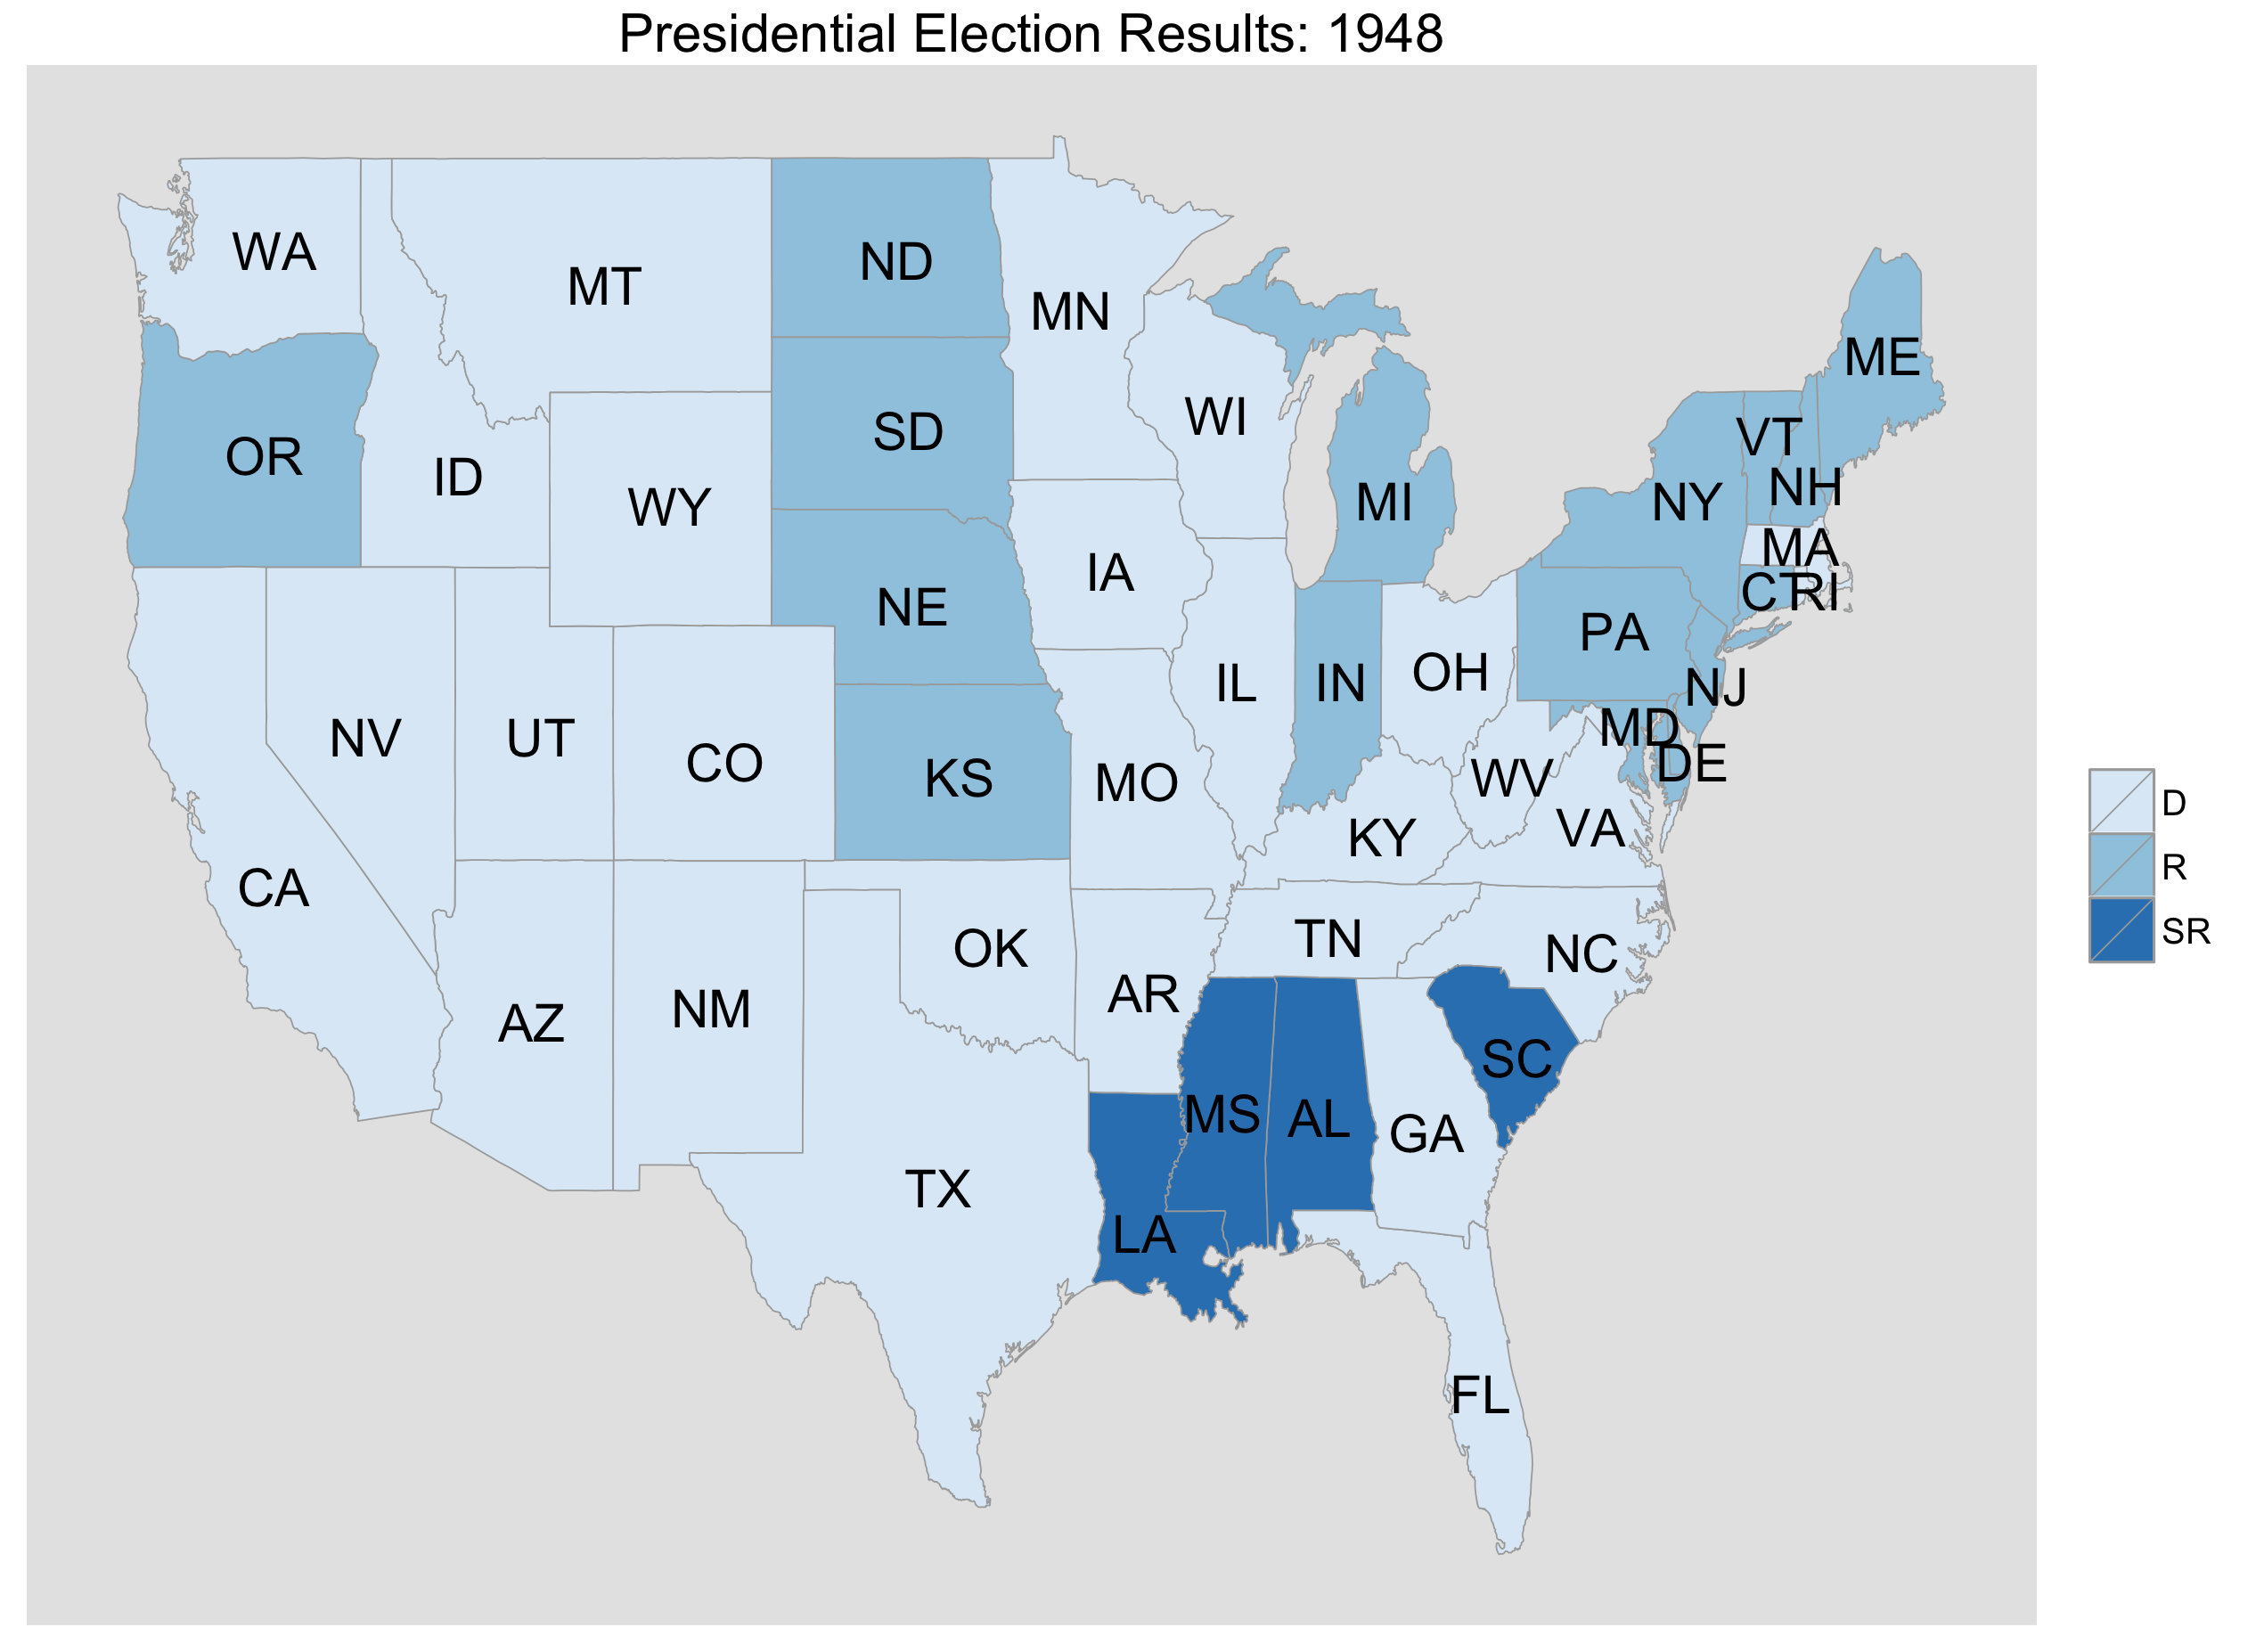 Presidential Election Results: 1948
WA
MT
ND
MN
ME
OR
ID
WY
SD
WI
MI
NY
VT
NH
MA
CT
RI
IA
NE
PA
NJ
IL
IN
OH
MD
DE
NV
UT
CO
KS
MO
WV
VA
KY
CA
OK
TN
NC
AR
AZ
NM
SC
MS
AL
GA
TX
LA
FL
D
R
SR